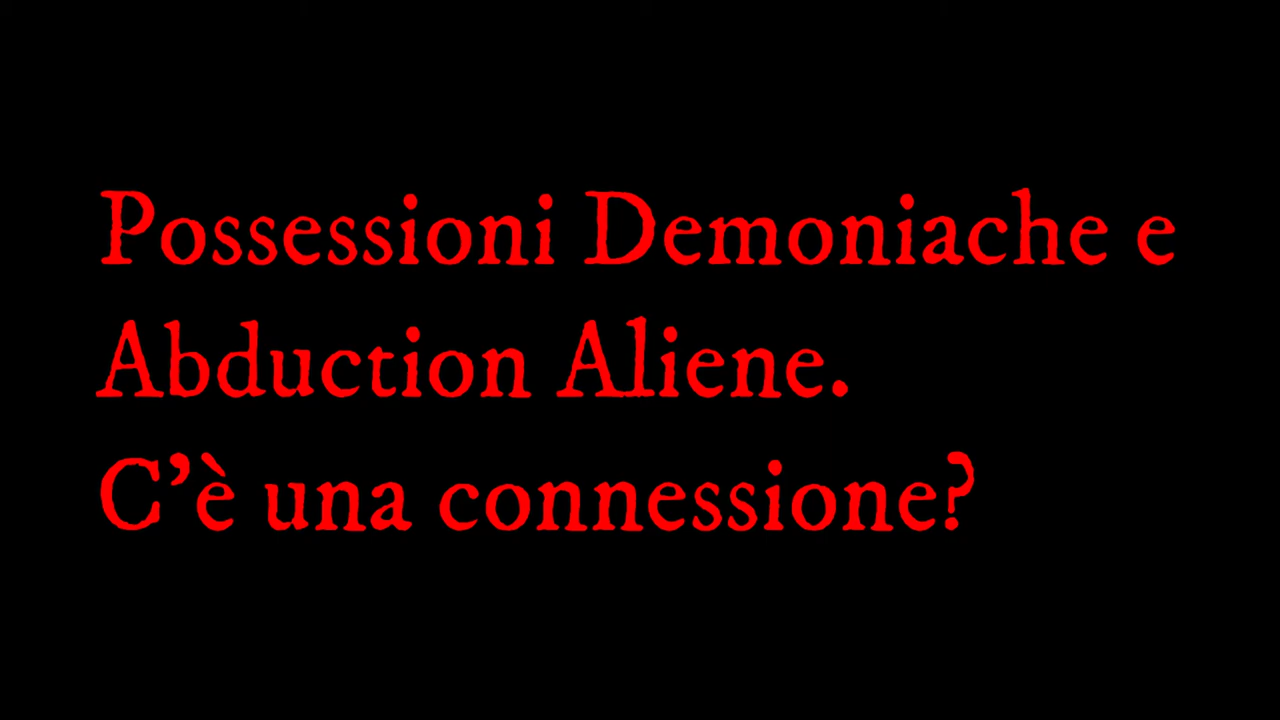 Possessioni Demoniache e
Abduction Aliene.
C’è una connessione?